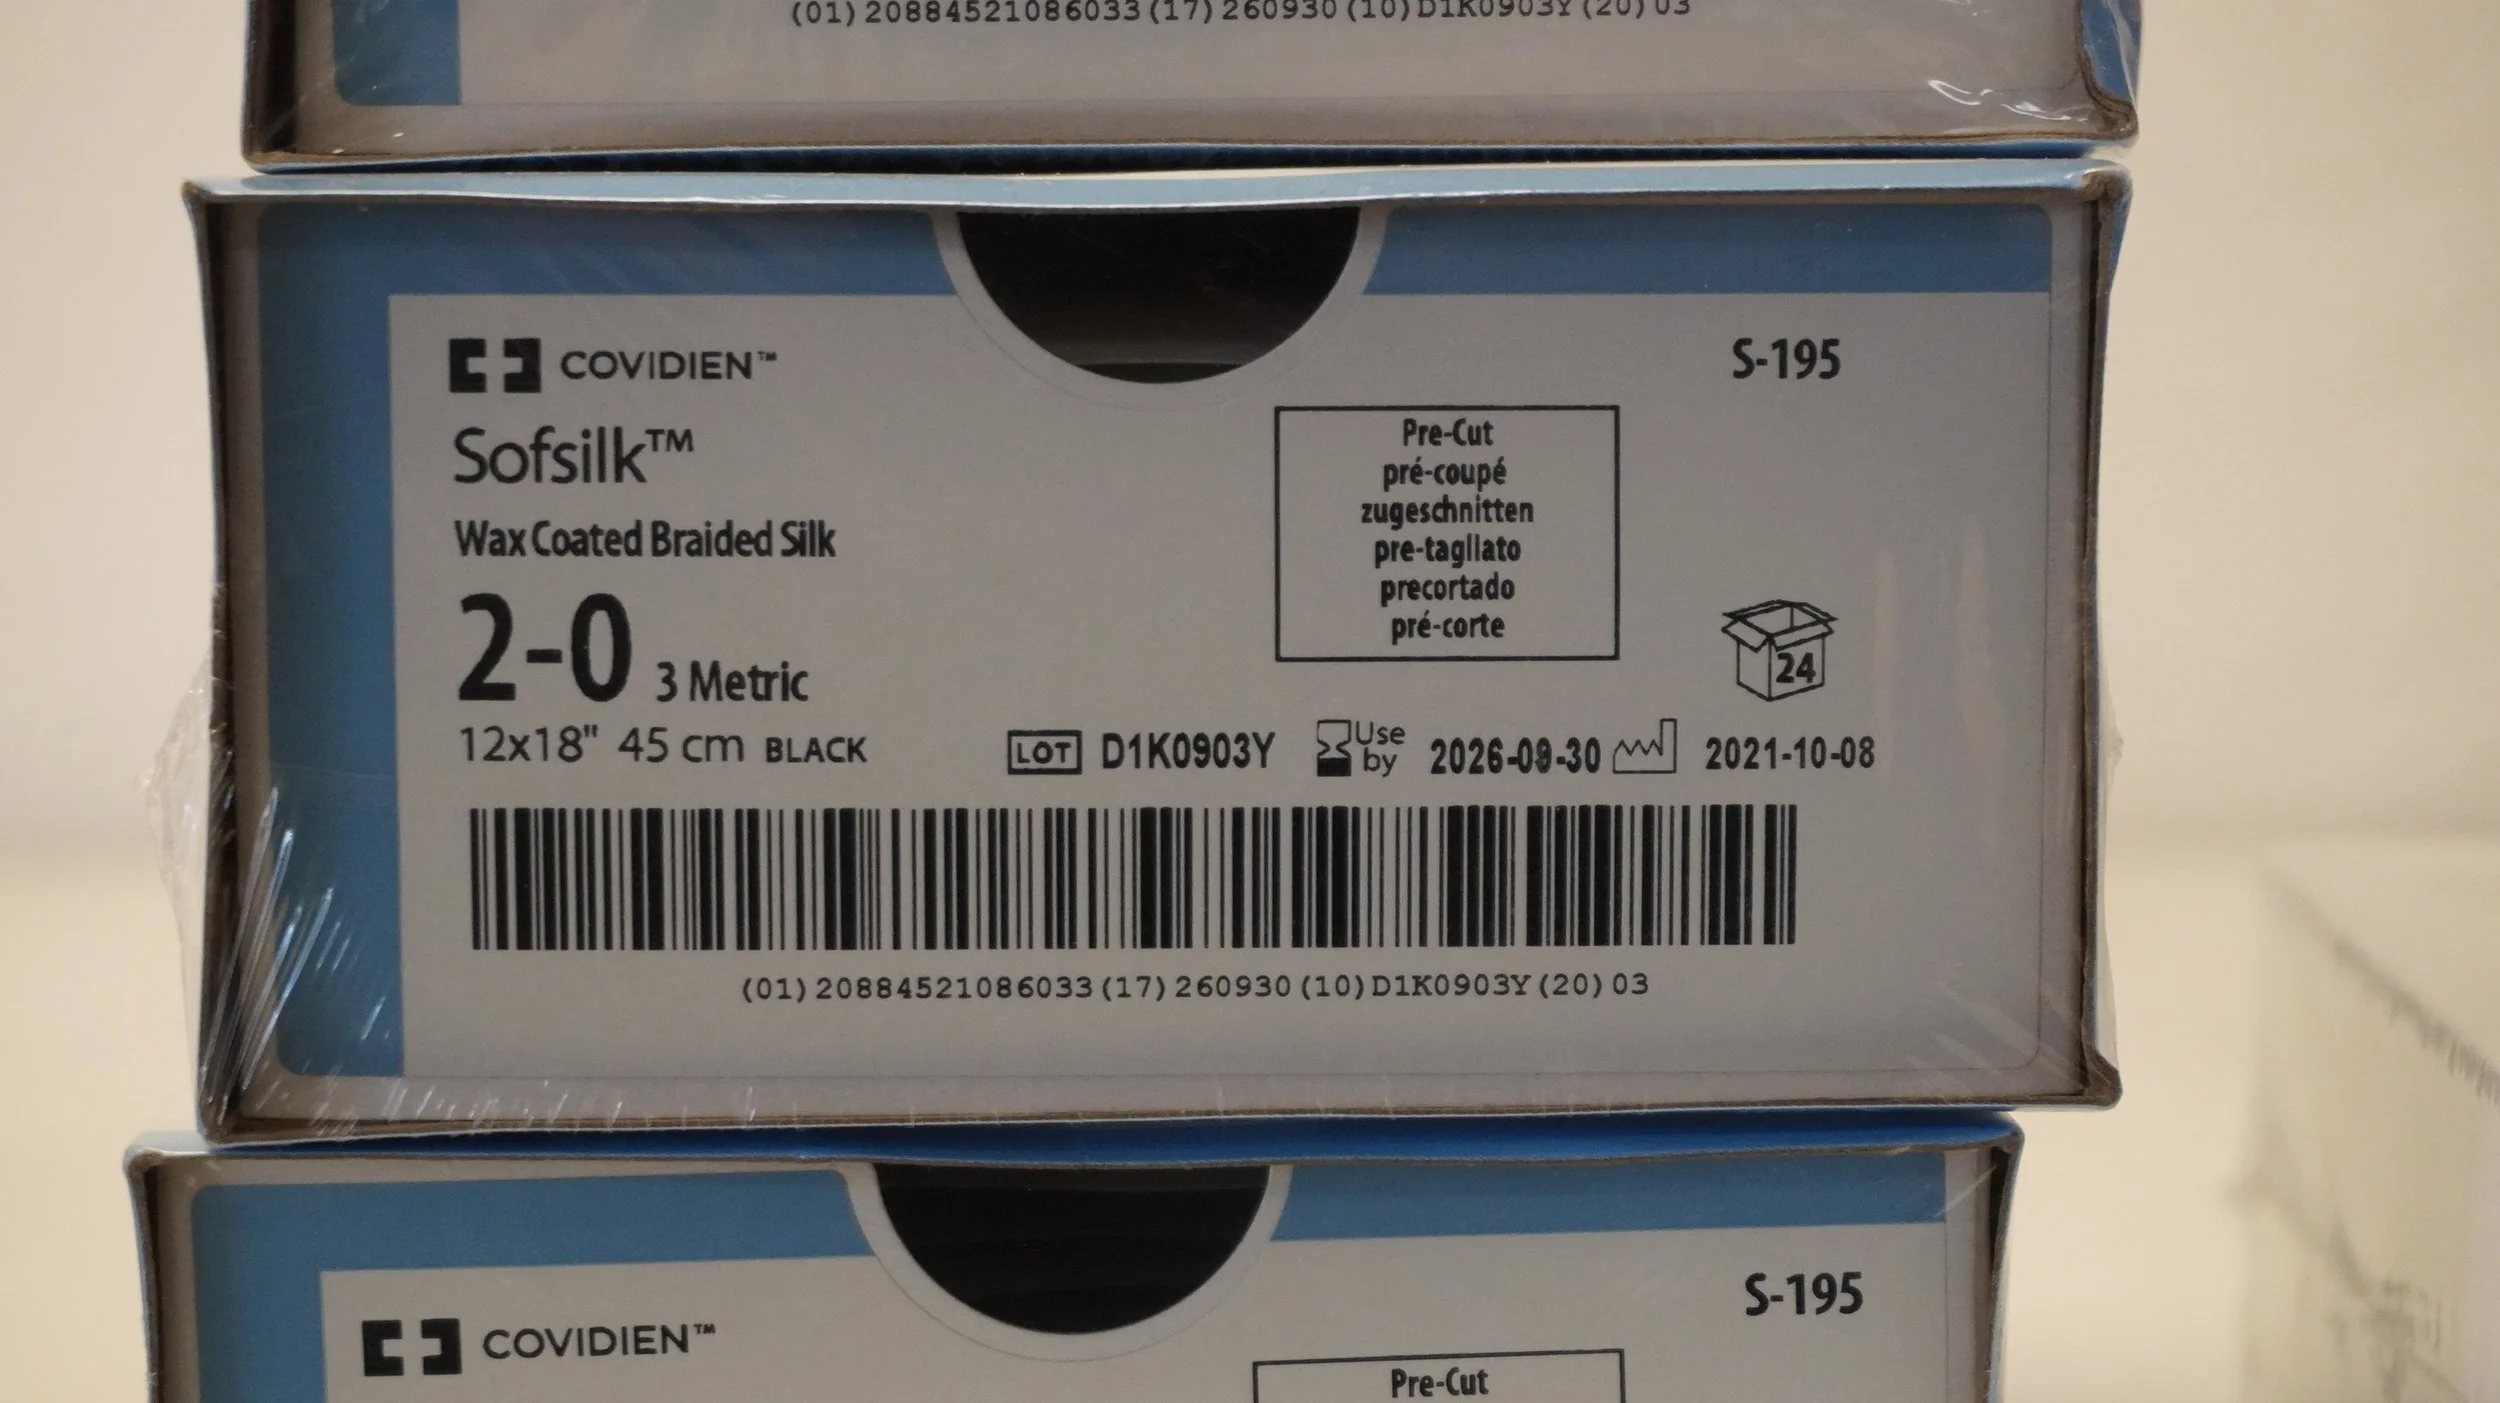 (01)20884521086033(17)260930(10)D1K0903Y(20)03
COVIDIEN™
S-195
Sofsilk™
Wax Coated Braided Silk
2-0 3 Metric
12x18" 45 cm BLACK
Pre-Cut
pré-coupé
zugeschnitten
pre-tagliato
precortado
pré-corte
24
LOT D1K0903Y Use by 2026-09-30 2021-10-08
(01)20884521086033(17)260930(10)D1K0903Y(20)03
COVIDIEN™
S-195
Pre-Cut